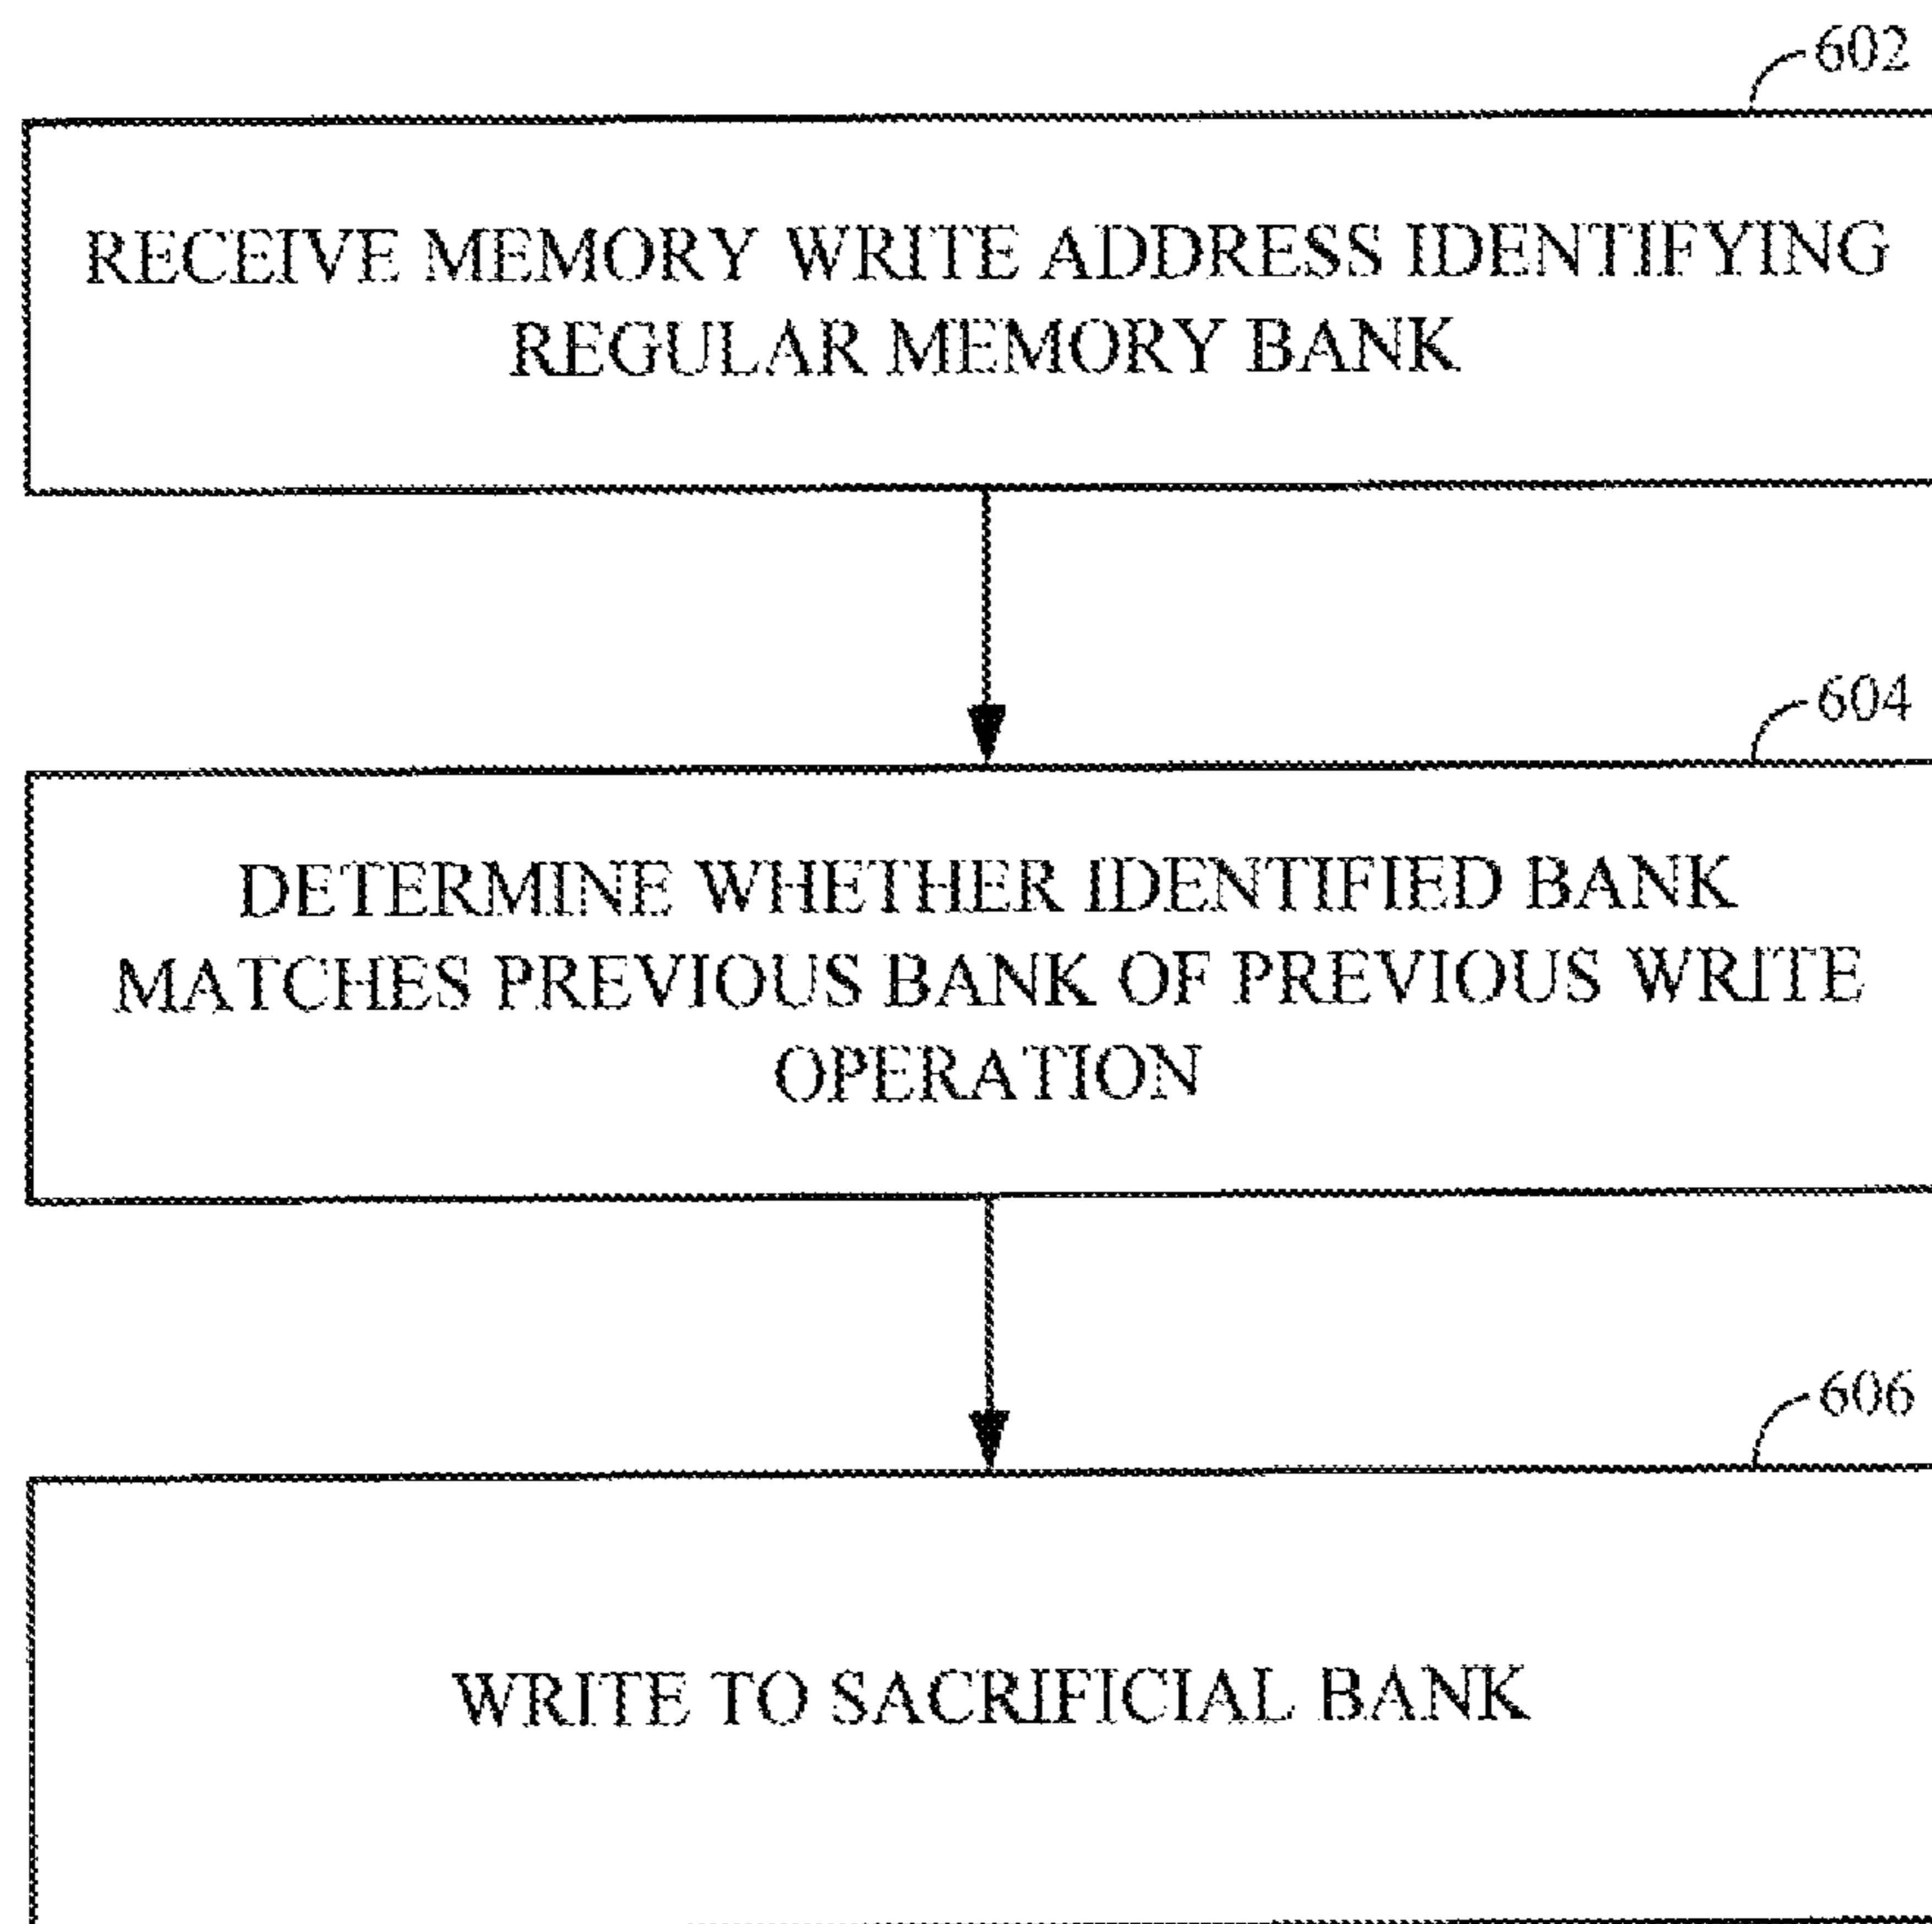 602
RECEIVE MEMORY WRITE ADDRESS IDENTIFYING
REGULAR MEMORY BANK
604
DETERMINE WHETHER IDENTIFIED BANK
MATCHES PREVIOUS BANK OF PREVIOUS WRITE
OPERATION
606
WRITE TO SACRIFICIAL BANK